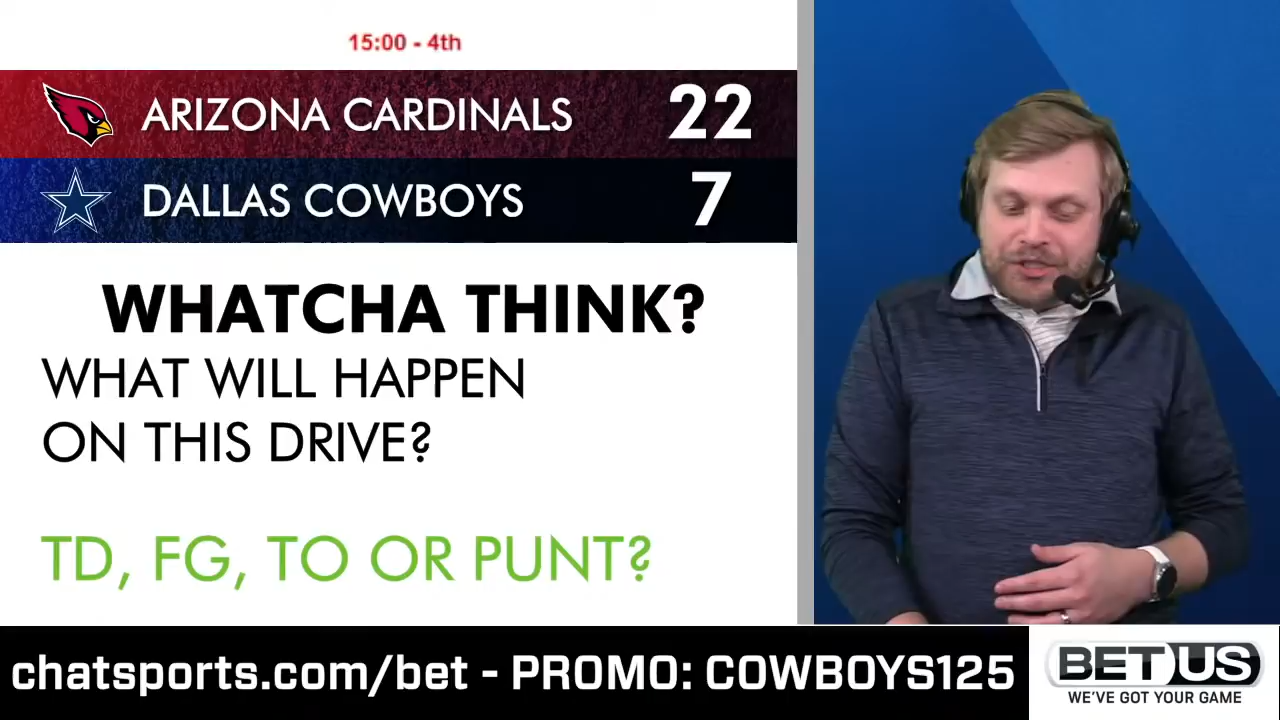 15:00 - 4th
ARIZONA CARDINALS 22
DALLAS COWBOYS 7
WHATCHA THINK?
WHAT WILL HAPPEN
ON THIS DRIVE?
TD, FG, TO OR PUNT?
chatsports.com/bet - PROMO: COWBOYS125
BETUS
WE'VE GOT YOUR GAME